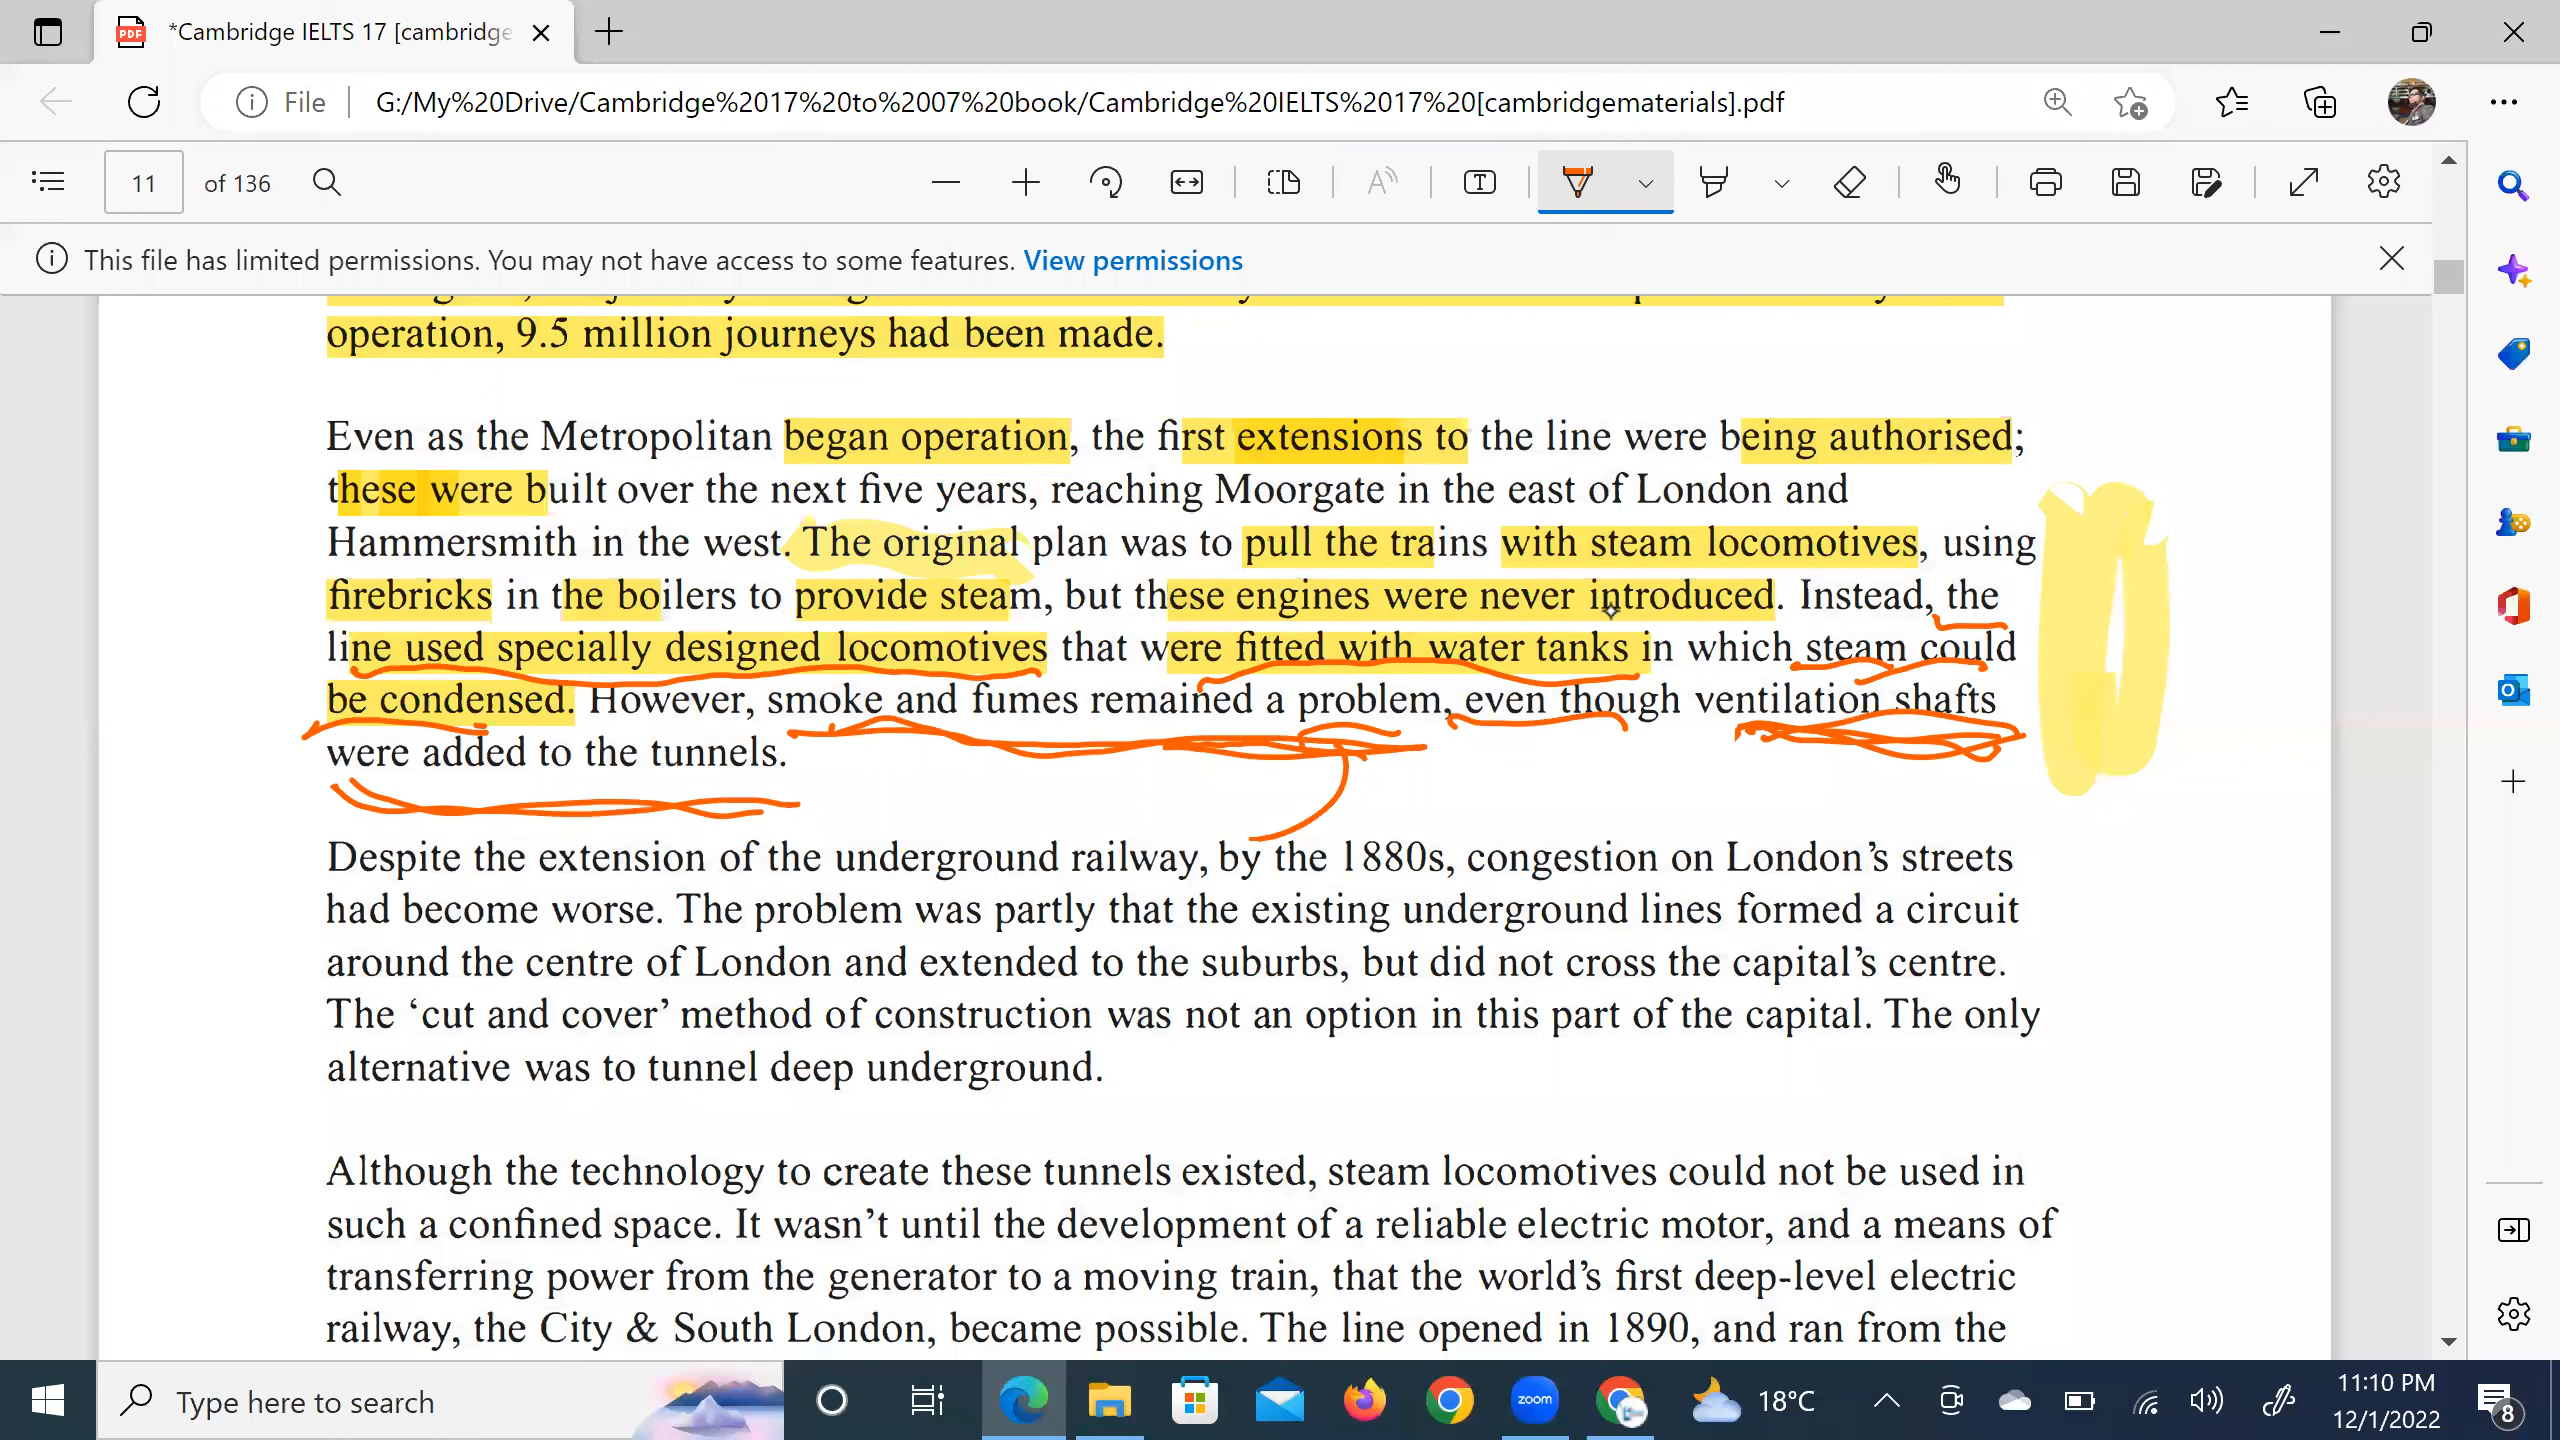 *Cambridge IELTS 17 [cambridge
File
G:/My%20Drive/Cambridge%2017%20to%2007%20book/Cambridge%20IELTS%2017%20[cambridgematerials].pdf
11 of 136
This file has limited permissions. You may not have access to some features. View permissions
operation, 9.5 million journeys had been made.
Even as the Metropolitan began operation, the first extensions to the line were being authorised;
these were built over the next five years, reaching Moorgate in the east of London and
Hammersmith in the west. The original plan was to pull the trains with steam locomotives, using
firebricks in the boilers to provide steam, but these engines were never introduced. Instead, the
line used specially designed locomotives that were fitted with water tanks in which steam could
be condensed. However, smoke and fumes remained a problem, even though ventilation shafts
were added to the tunnels.
Despite the extension of the underground railway, by the 1880s, congestion on London’s streets
had become worse. The problem was partly that the existing underground lines formed a circuit
around the centre of London and extended to the suburbs, but did not cross the capital’s centre.
The ‘cut and cover’ method of construction was not an option in this part of the capital. The only
alternative was to tunnel deep underground.
Although the technology to create these tunnels existed, steam locomotives could not be used in
such a confined space. It wasn’t until the development of a reliable electric motor, and a means of
transferring power from the generator to a moving train, that the world’s first deep-level electric
railway, the City & South London, became possible. The line opened in 1890, and ran from the
Type here to search
zoom
18°C
11:10 PM
12/1/2022
8